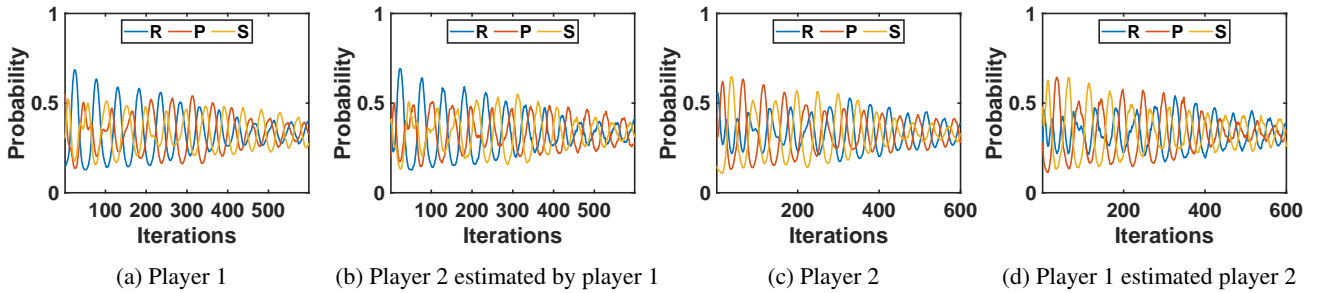 R P S
Probability
1
0.5
0
100 200 300 400 500
Iterations
(a) Player 1
R P S
Probability
1
0.5
0
100 200 300 400 500
Iterations
(b) Player 2 estimated by player 1
R P S
Probability
1
0.5
0
200 400 600
Iterations
(c) Player 2
R P S
Probability
1
0.5
0
200 400 600
Iterations
(d) Player 1 estimated player 2